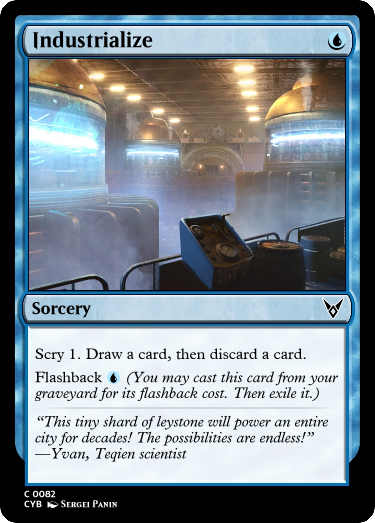 Industrialize
Sorcery
Scry 1. Draw a card, then discard a card.
Flashback (You may cast this card from your
graveyard for its flashback cost. Then exile it.)
“This tiny shard of leystone will power an entire
city for decades! The possibilities are endless!”
—Yvan, Teqien scientist
C 0082
CYB Sergei Panin